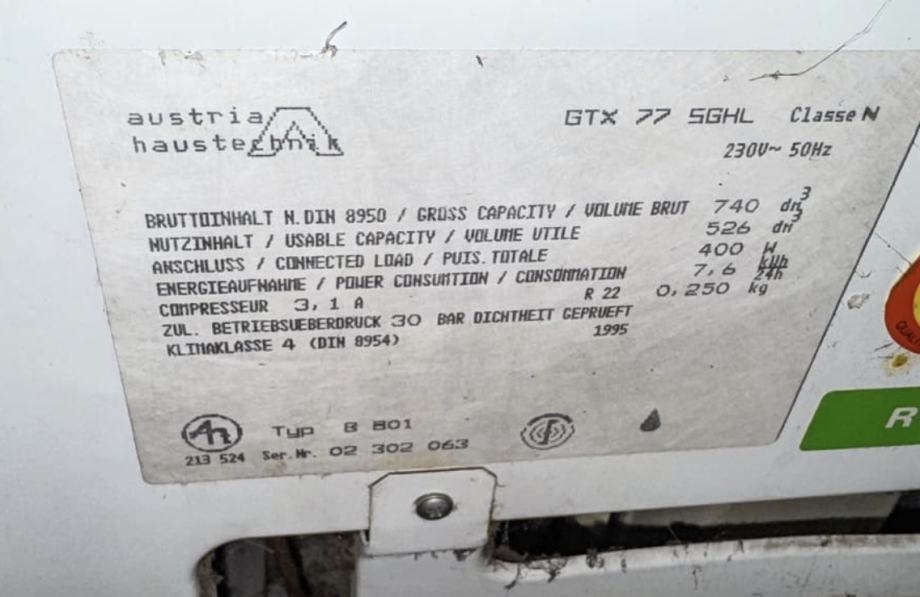 austria
haustechnik
GTX 77 SGHL Classe N
230V~ 50Hz
BRUTTOINHALT N.DIN 8950 / GROSS CAPACITY / VOLUME BRUT 740 dm³
NUTZINHALT / USABLE CAPACITY / VOLUME UTILE 526 dm³
ANSCHLUSS / CONNECTED LOAD / PUIS.TOTALE 400 W
ENERGIEAUFNAHME / POWER CONSUMTION / CONSOMMATION 7,6 kWh/24h
COMPRESSEUR 3,1 A R 22 0,250 kg
ZUL. BETRIEBSUEBERDRUCK 30 BAR DICHTHEIT GEPRUEFT
KLIMAKLASSE 4 (DIN 8954) 1995
Typ B 801
213 524 Ser.Nr. 02 302 063
R